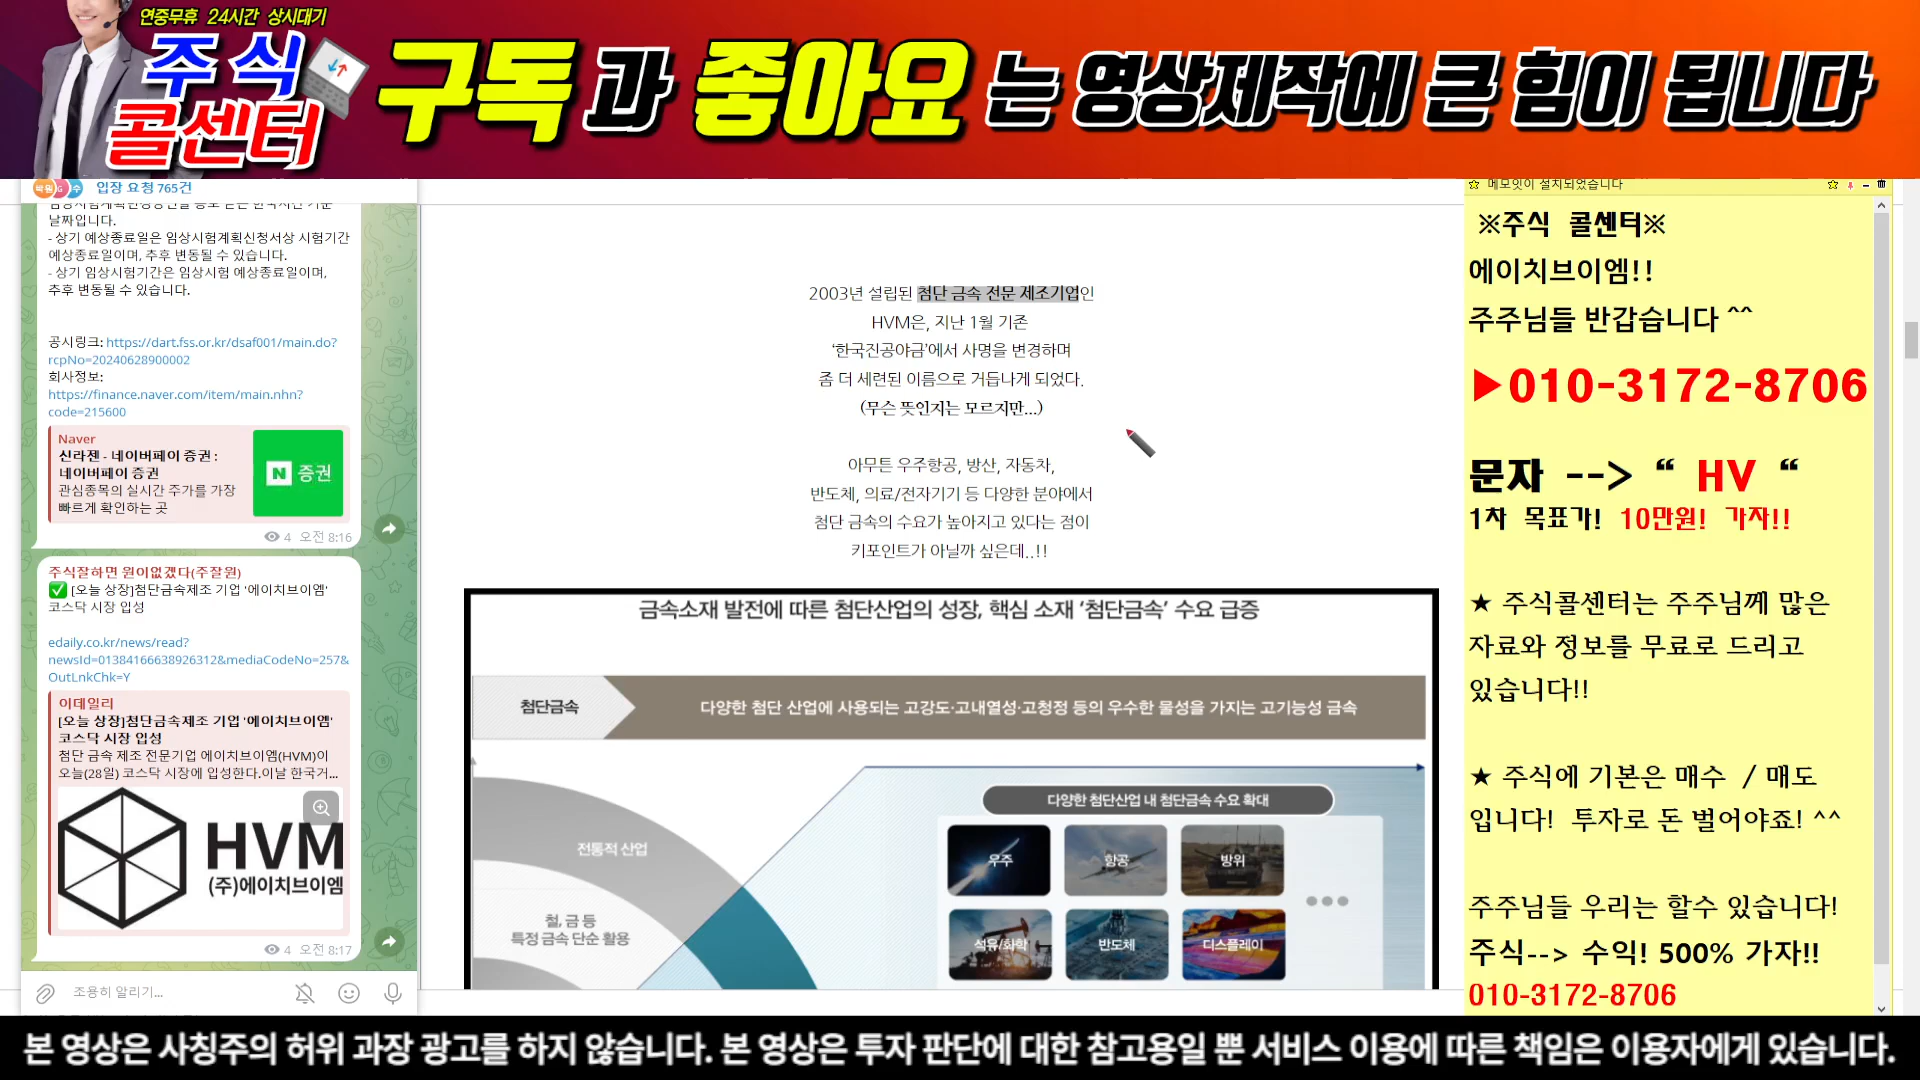 연중무휴 24시간 상시대기
주식
콜센터
구독과 좋아요는 영상제작에 큰 힘이 됩니다
입장 요청 765건
날짜입니다.
- 상기 예상종료일은 임상시험계획신청서상 시험기간
예상종료일이며, 추후 변동될 수 있습니다.
- 상기 임상시험기간은 임상시험 예상종료일이며,
추후 변동될 수 있습니다.
공시링크: https://dart.fss.or.kr/dsaf001/main.do?
rcpNo=20240628900002
회사정보:
https://finance.naver.com/item/main.nhn?
code=215600
Naver
신라젠 - 네이버페이 증권 :
네이버페이 증권
관심종목의 실시간 주가를 가장
빠르게 확인하는 곳
N 증권
4 오전 8:16
주식잘하면 원이없겠다(주잘원)
✅ [오늘 상장]첨단금속제조 기업 '에이치브이엠'
코스닥 시장 입성
edaily.co.kr/news/read?
newsId=01384166638926312&mediaCodeNo=257&
OutLnkChk=Y
이데일리
[오늘 상장]첨단금속제조 기업 '에이치브이엠'
코스닥 시장 입성
첨단 금속 제조 전문기업 에이치브이엠(HVM)이
오늘(28일) 코스닥 시장에 입성한다.이날 한국거...
HVM
(주)에이치브이엠
4 오전 8:17
조용히 알리기...
2003년 설립된 첨단 금속 전문 제조기업인
HVM은, 지난 1월 기존
‘한국진공야금’에서 사명을 변경하며
좀 더 세련된 이름으로 거듭나게 되었다.
(무슨 뜻인지는 모르지만...)
아무튼 우주항공, 방산, 자동차,
반도체, 의료/전자기기 등 다양한 분야에서
첨단 금속의 수요가 높아지고 있다는 점이
키포인트가 아닐까 싶은데..!!
금속소재 발전에 따른 첨단산업의 성장, 핵심 소재 ‘첨단금속’ 수요 급증
첨단금속
다양한 첨단 산업에 사용되는 고강도·고내열성·고청정 등의 우수한 물성을 가지는 고기능성 금속
다양한 첨단산업 내 첨단금속 수요 확대
전통적 산업
우주 항공 방위
철, 금 등
특정 금속 단순 활용
석유/화학 반도체 디스플레이
메모잇이 설치되었습니다
※주식 콜센터※
에이치브이엠!!
주주님들 반갑습니다 ^^
▶010-3172-8706
문자 --> “ HV “
1차 목표가! 10만원! 가자!!
★ 주식콜센터는 주주님께 많은
자료와 정보를 무료로 드리고
있습니다!!
★ 주식에 기본은 매수 / 매도
입니다! 투자로 돈 벌어야죠! ^^
주주님들 우리는 할수 있습니다!
주식--> 수익! 500% 가자!!
010-3172-8706
본 영상은 사칭주의 허위 과장 광고를 하지 않습니다. 본 영상은 투자 판단에 대한 참고용일 뿐 서비스 이용에 따른 책임은 이용자에게 있습니다.